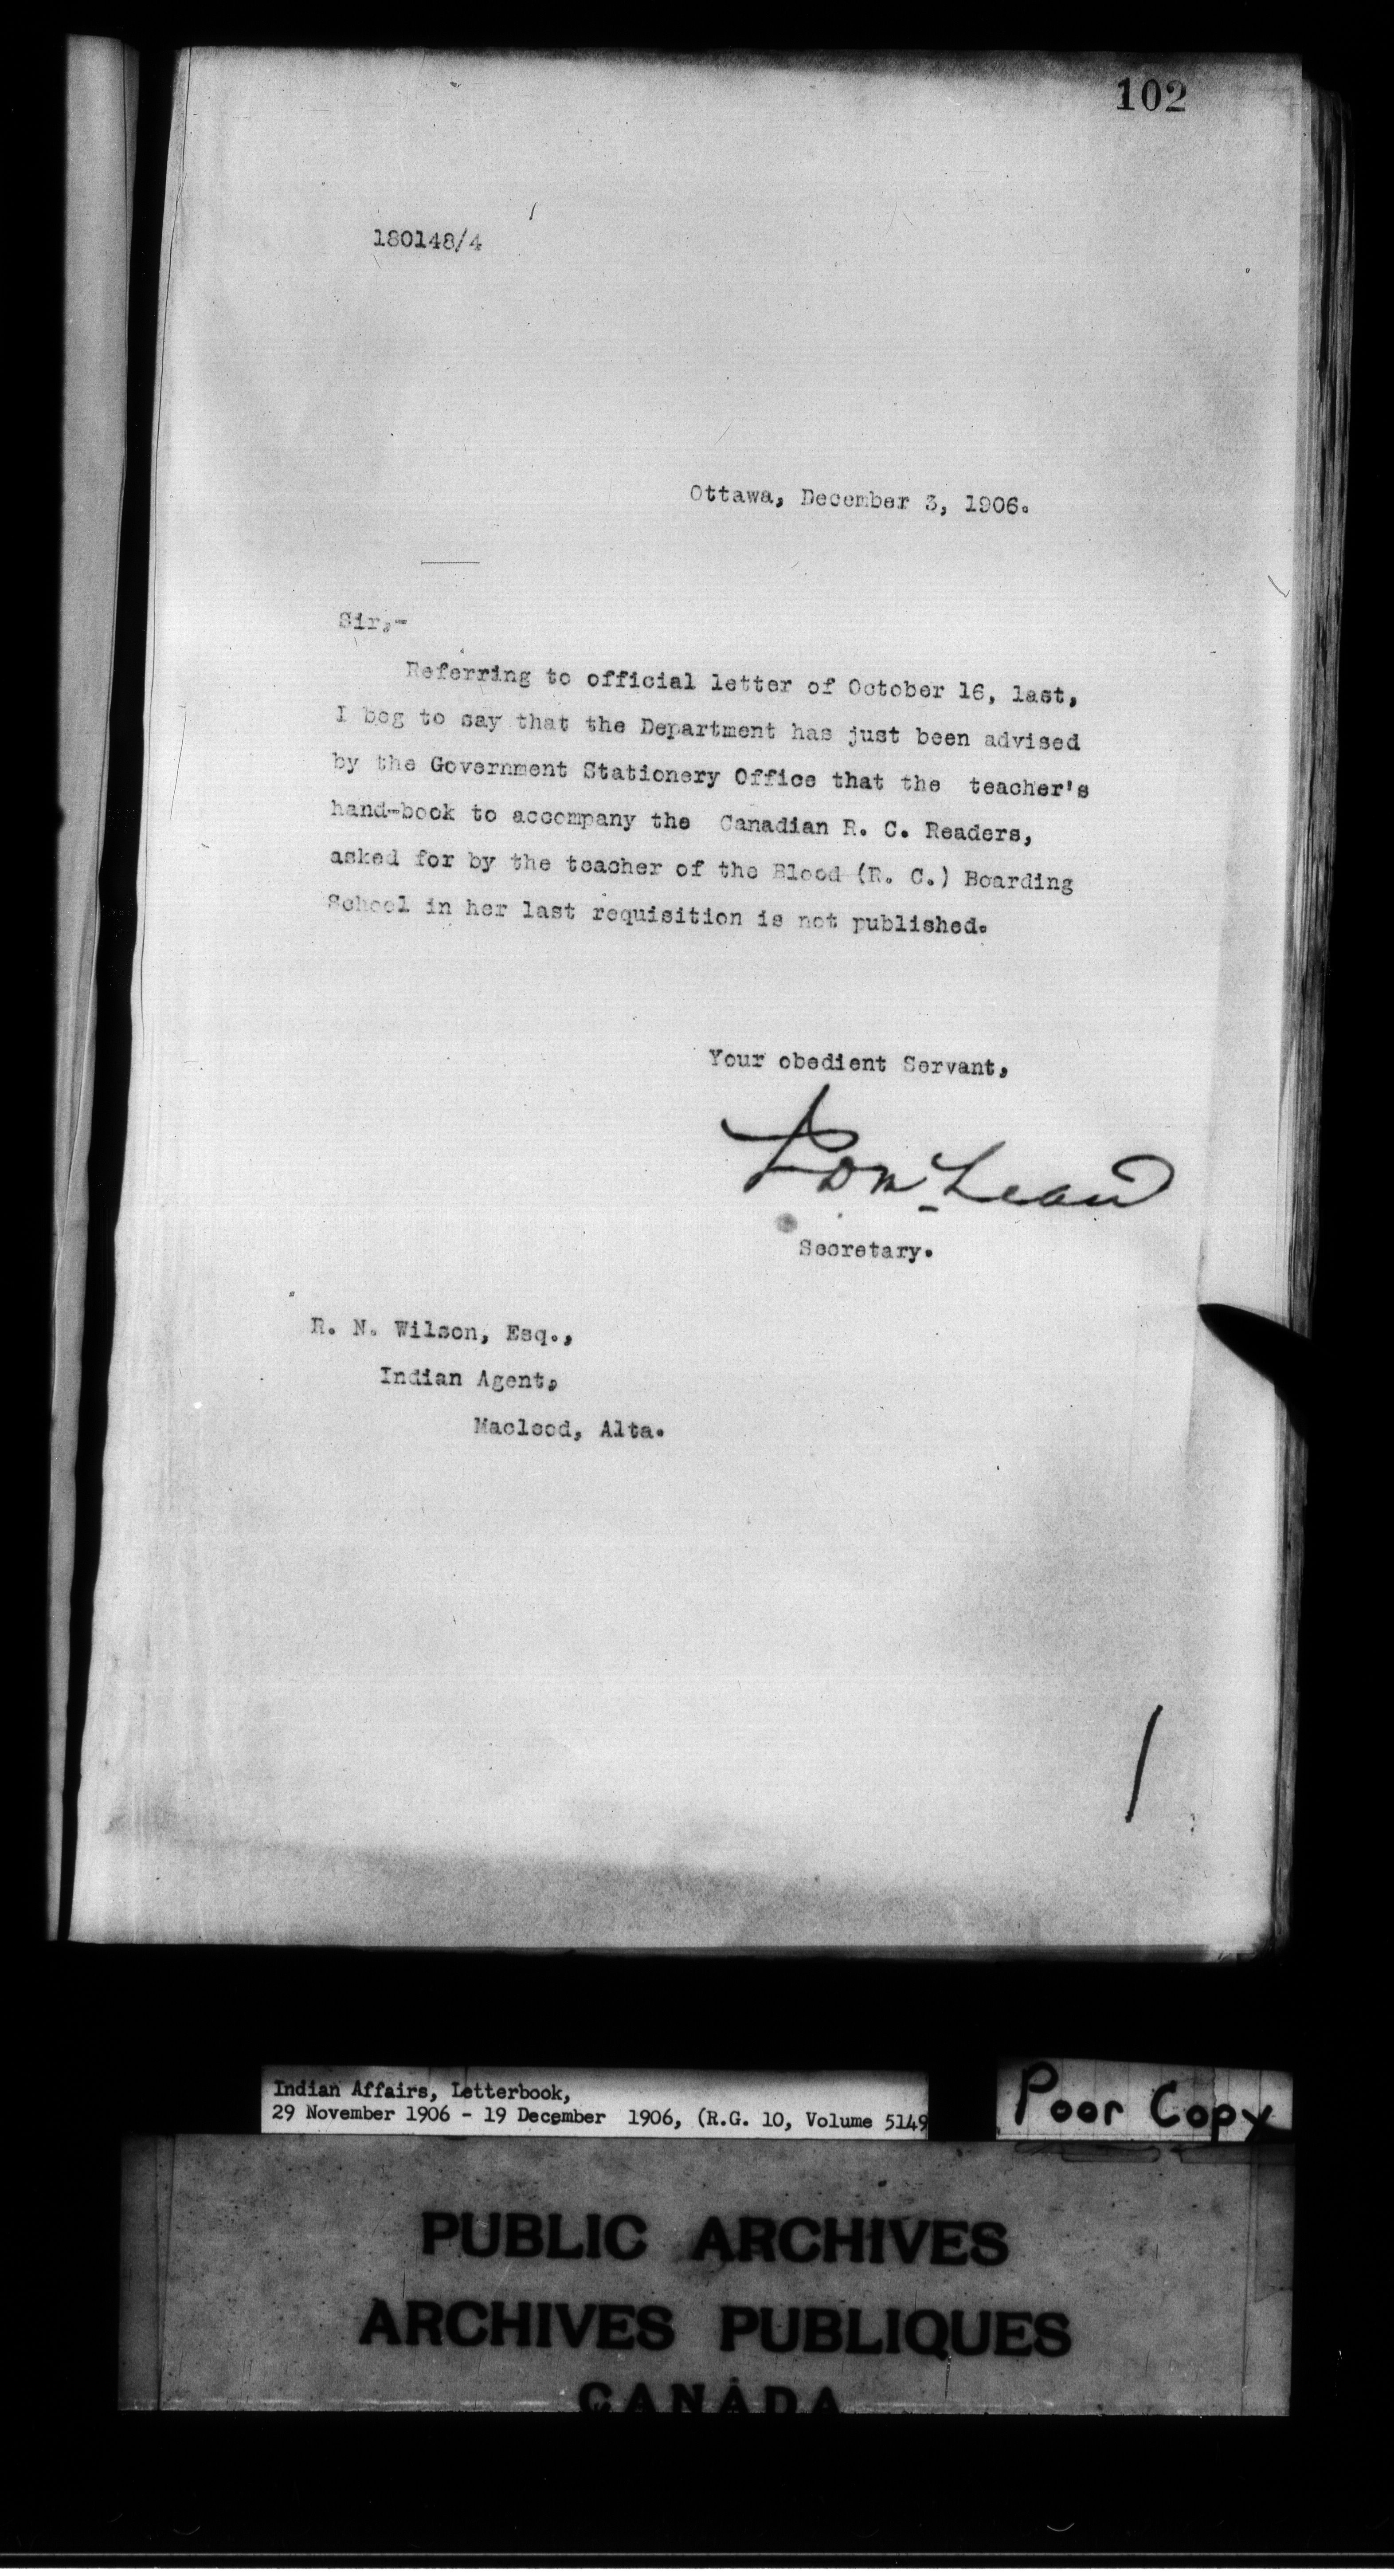 102
180148/4
Ottawa, December 3, 1906.
Sir,-
Referring to official letter of October 16, last,
I beg to say that the Department has just been advised
by the Government Stationery Office that the teacher's
hand-book to accompany the Canadian R. C. Readers,
asked for by the teacher of the Blood (R. C.) Boarding
School in her last requisition is not published.
Your obedient Servant,
J D McLean
Secretary.
R. N. Wilson, Esq.,
Indian Agent,
Macleod, Alta.
Indian Affairs, Letterbook,
29 November 1906 - 19 December 1906, (R.G. 10, Volume 5149
Poor Copy
PUBLIC ARCHIVES
ARCHIVES PUBLIQUES
CANADA